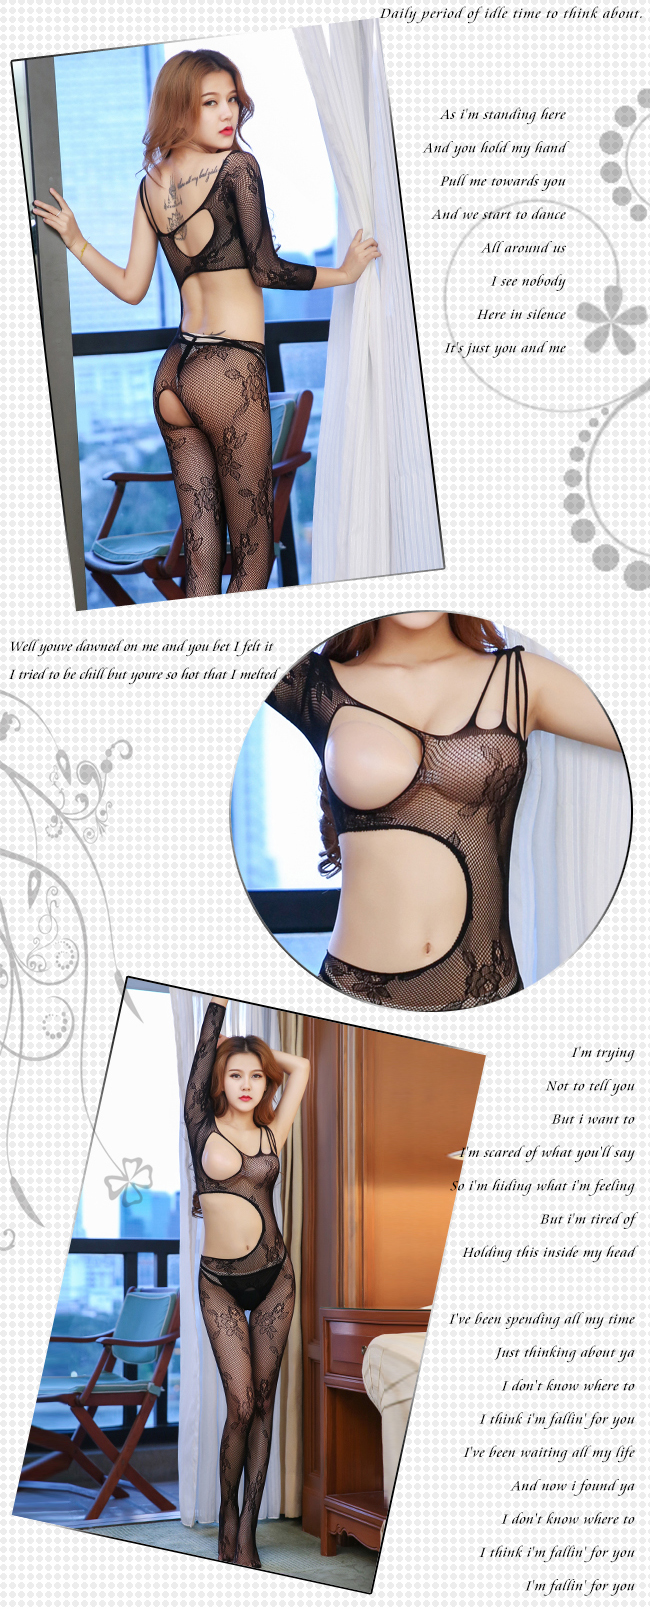 Daily period of idle time to think about.
As i'm standing here
And you hold my hand
Pull me towards you
And we start to dance
All around us
I see nobody
Here in silence
It's just you and me
Well youve dawned on me and you bet I felt it
I tried to be chill but youre so hot that I melted
I'm trying
Not to tell you
But i want to
I'm scared of what you'll say
So i'm hiding what i'm feeling
But i'm tired of
Holding this inside my head
I've been spending all my time
Just thinking about ya
I don't know where to
I think i'm fallin' for you
I've been waiting all my life
And now i found ya
I don't know where to
I think i'm fallin' for you
I'm fallin' for you